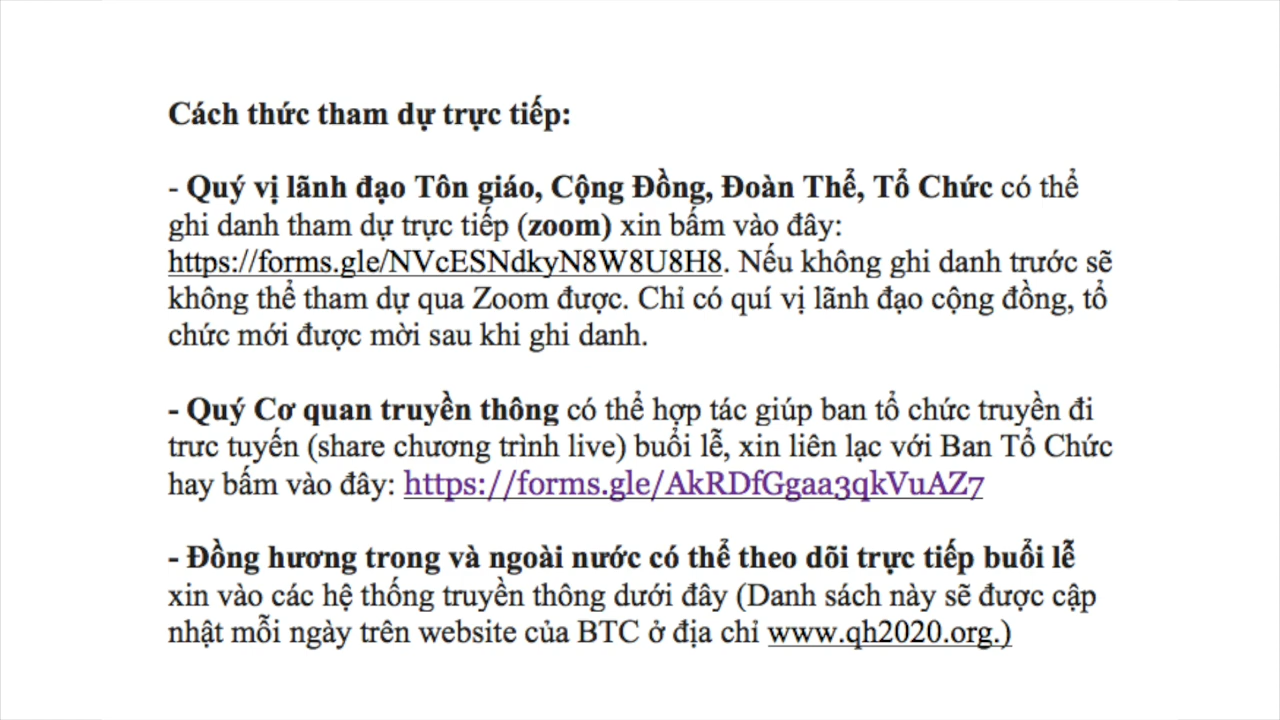 Cách thức tham dự trực tiếp:
- Quý vị lãnh đạo Tôn giáo, Cộng Đồng, Đoàn Thể, Tổ Chức có thể
ghi danh tham dự trực tiếp (zoom) xin bấm vào đây:
https://forms.gle/NVcESNdkyN8W8U8H8. Nếu không ghi danh trước sẽ
không thể tham dự qua Zoom được. Chỉ có quí vị lãnh đạo cộng đồng, tổ
chức mới được mời sau khi ghi danh.
- Quý Cơ quan truyền thông có thể hợp tác giúp ban tổ chức truyền đi
trưc tuyến (share chương trình live) buổi lễ, xin liên lạc với Ban Tổ Chức
hay bấm vào đây: https://forms.gle/AkRDfGgaa3qkVuAZ7
- Đồng hương trong và ngoài nước có thể theo dõi trực tiếp buổi lễ
xin vào các hệ thống truyền thông dưới đây (Danh sách này sẽ được cập
nhật mỗi ngày trên website của BTC ở địa chỉ www.qh2020.org.)